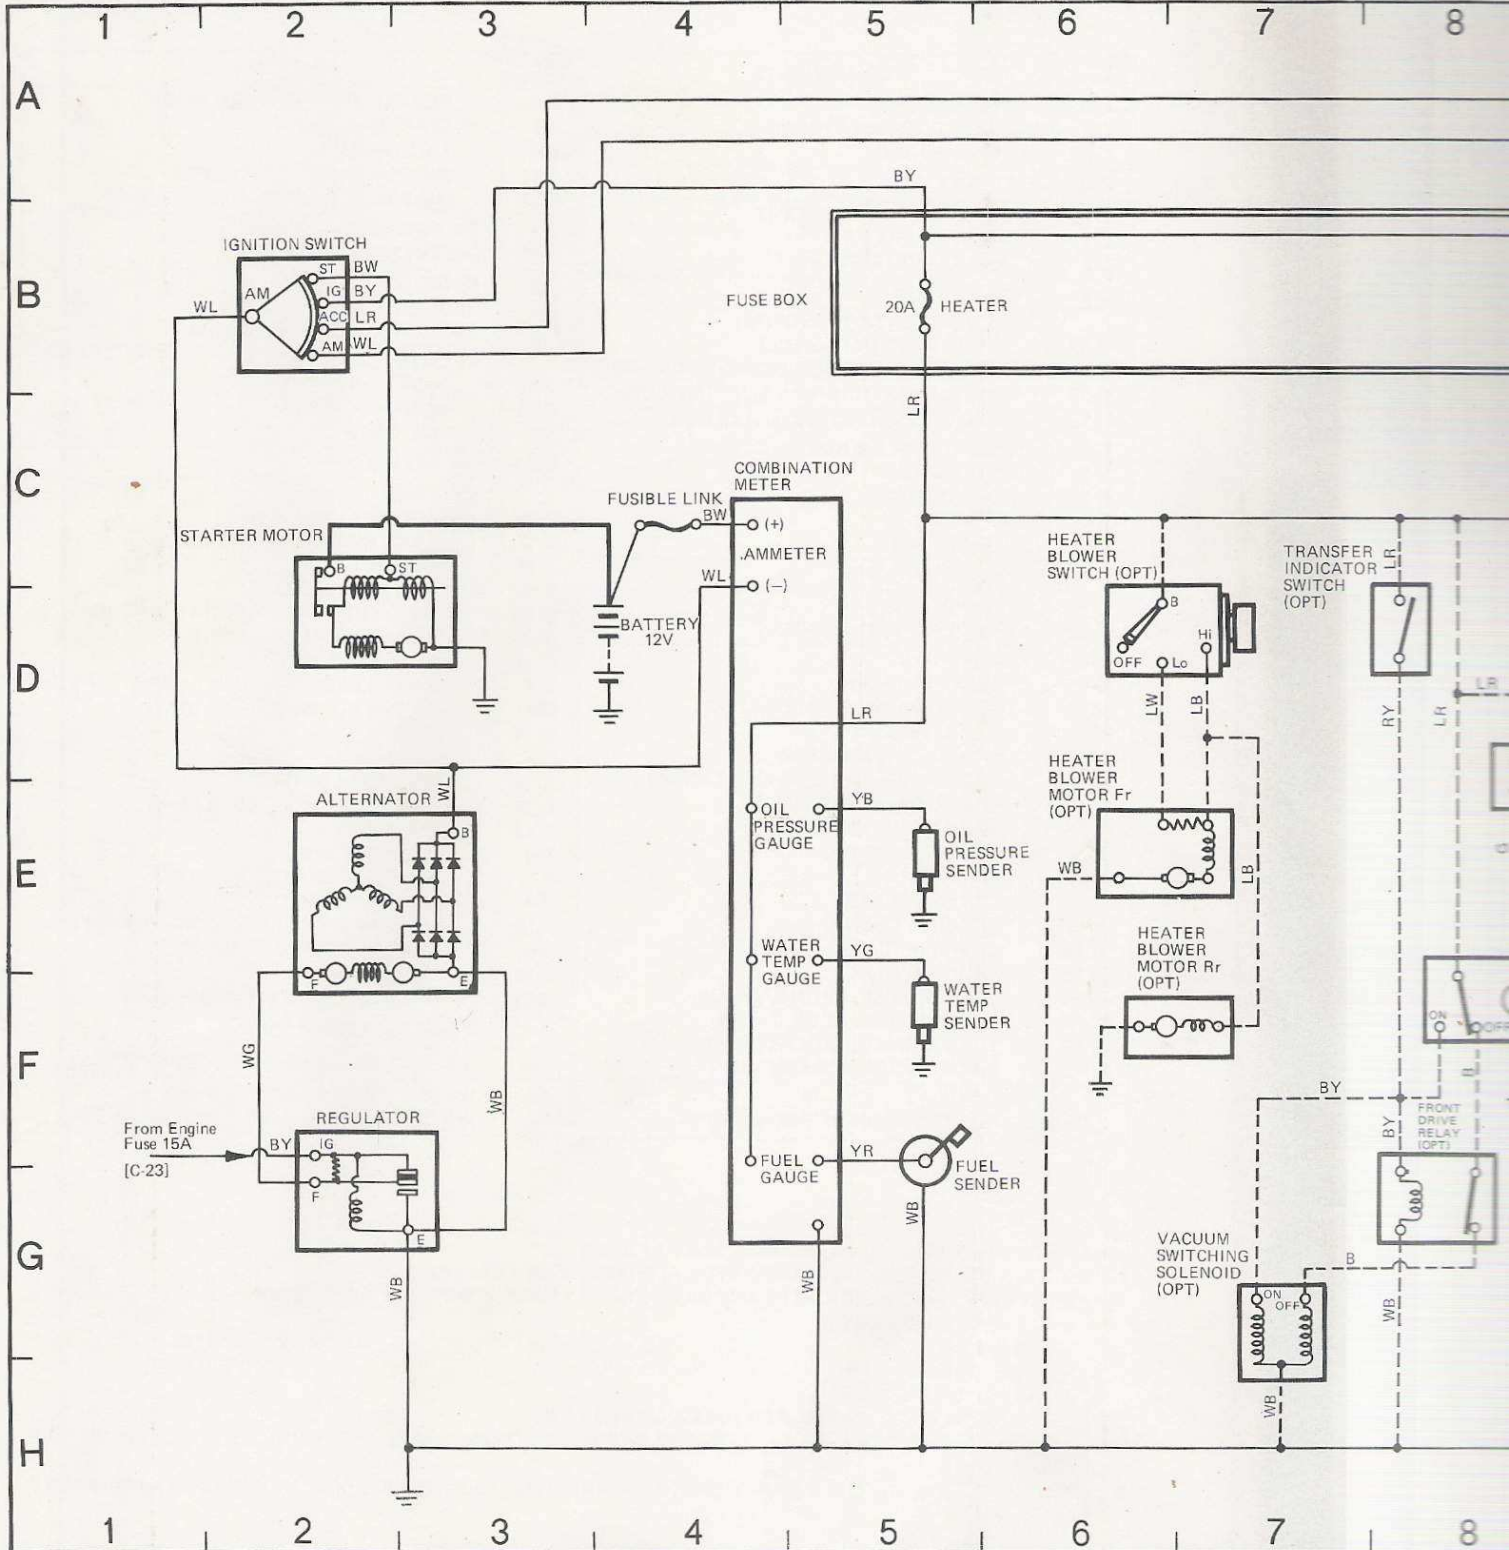 1 2 3 4 5 6 7 8
A
BY
B
IGNITION SWITCH
WL
AM
ST BW
IG BY
ACC LR
AM WL
FUSE BOX
20A HEATER
LR
C
STARTER MOTOR
B
ST
FUSIBLE LINK
BW
COMBINATION
METER
(+)
AMMETER
WL
(−)
BATTERY
12V
HEATER
BLOWER
SWITCH (OPT)
B
Hi
OFF
Lo
TRANSFER
INDICATOR
SWITCH
(OPT)
LR
D
LR
LW
LB
RY
LR
LR
ALTERNATOR
WL
B
F
E
E
OIL
PRESSURE
GAUGE
YB
OIL
PRESSURE
SENDER
HEATER
BLOWER
MOTOR Fr
(OPT)
WB
LB
G
WATER
TEMP
GAUGE
YG
WATER
TEMP
SENDER
HEATER
BLOWER
MOTOR Rr
(OPT)
ON
OFF
F
WG
WB
B
From Engine
Fuse 15A
[C-23]
BY
REGULATOR
IG
F
E
FUEL
GAUGE
YR
FUEL
SENDER
BY
BY
FRONT
DRIVE
RELAY
(OPT)
G
WB
WB
WB
VACUUM
SWITCHING
SOLENOID
(OPT)
ON
OFF
B
WB
WB
H
1 2 3 4 5 6 7 8